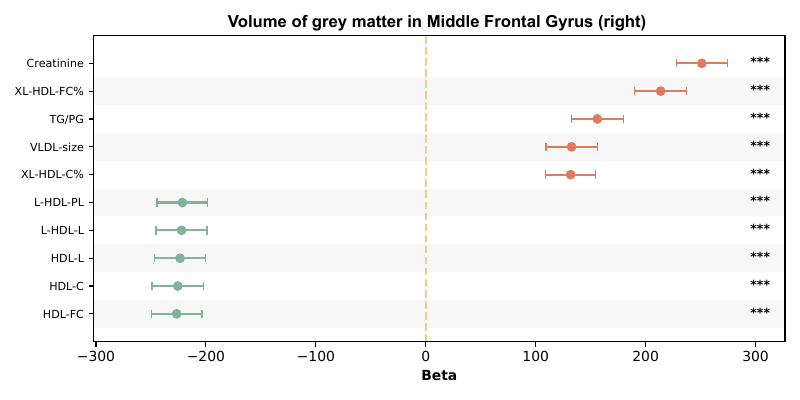 Volume of grey matter in Middle Frontal Gyrus (right)
Creatinine ***
XL-HDL-FC% ***
TG/PG ***
VLDL-size ***
XL-HDL-C% ***
L-HDL-PL ***
L-HDL-L ***
HDL-L ***
HDL-C ***
HDL-FC ***
−300 −200 −100 0 100 200 300
Beta